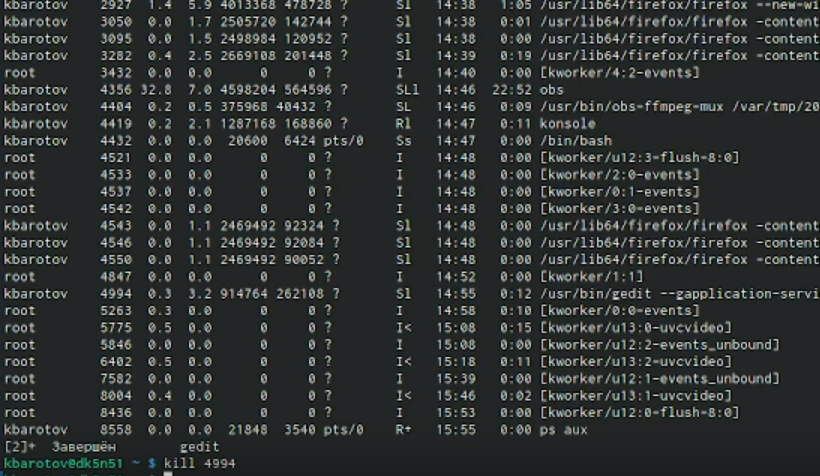 kbarotov 2927 1.4 5.9 4013368 478728 ? Sl 14:38 1:05 /usr/lib64/firefox/firefox --new-wi
kbarotov 3050 0.0 1.7 2505720 142744 ? Sl 14:38 0:01 /usr/lib64/firefox/firefox -content
kbarotov 3095 0.0 1.5 2498984 120952 ? Sl 14:38 0:00 /usr/lib64/firefox/firefox -content
kbarotov 3282 0.4 2.5 2669108 201448 ? Sl 14:39 0:19 /usr/lib64/firefox/firefox -content
root 3432 0.0 0.0 0 0 ? I 14:40 0:00 [kworker/4:2-events]
kbarotov 4356 32.8 7.0 4598204 564596 ? SLl 14:46 22:52 obs
kbarotov 4404 0.2 0.5 375968 40432 ? SL 14:46 0:09 /usr/bin/obs-ffmpeg-mux /var/tmp/20
kbarotov 4419 0.2 2.1 1287168 168860 ? Rl 14:47 0:11 konsole
kbarotov 4432 0.0 0.0 20600 6424 pts/0 Ss 14:47 0:00 /bin/bash
root 4521 0.0 0.0 0 0 ? I 14:48 0:00 [kworker/u12:3-flush-8:0]
root 4533 0.0 0.0 0 0 ? I 14:48 0:00 [kworker/2:0-events]
root 4537 0.0 0.0 0 0 ? I 14:48 0:00 [kworker/0:1-events]
root 4542 0.0 0.0 0 0 ? I 14:48 0:00 [kworker/3:0-events]
kbarotov 4543 0.0 1.1 2469492 92324 ? Sl 14:48 0:00 /usr/lib64/firefox/firefox -content
kbarotov 4546 0.0 1.1 2469492 92084 ? Sl 14:48 0:00 /usr/lib64/firefox/firefox -content
kbarotov 4550 0.0 1.1 2469492 90052 ? Sl 14:48 0:00 /usr/lib64/firefox/firefox -content
root 4847 0.0 0.0 0 0 ? I 14:52 0:00 [kworker/1:1]
kbarotov 4994 0.3 3.2 914764 262108 ? Sl 14:55 0:12 /usr/bin/gedit --gapplication-servi
root 5263 0.3 0.0 0 0 ? I 14:58 0:10 [kworker/0:0-events]
root 5775 0.5 0.0 0 0 ? I< 15:08 0:15 [kworker/u13:0-uvcvideo]
root 5846 0.0 0.0 0 0 ? I 15:08 0:00 [kworker/u12:2-events_unbound]
root 6402 0.5 0.0 0 0 ? I< 15:18 0:11 [kworker/u13:2-uvcvideo]
root 7582 0.0 0.0 0 0 ? I 15:39 0:00 [kworker/u12:1-events_unbound]
root 8004 0.4 0.0 0 0 ? I< 15:46 0:02 [kworker/u13:1-uvcvideo]
root 8436 0.0 0.0 0 0 ? I 15:53 0:00 [kworker/u12:0-flush-8:0]
kbarotov 8558 0.0 0.0 21848 3540 pts/0 R+ 15:55 0:00 ps aux
[2]+ Завершён gedit
kbarotov@dk5n51 ~ $ kill 4994